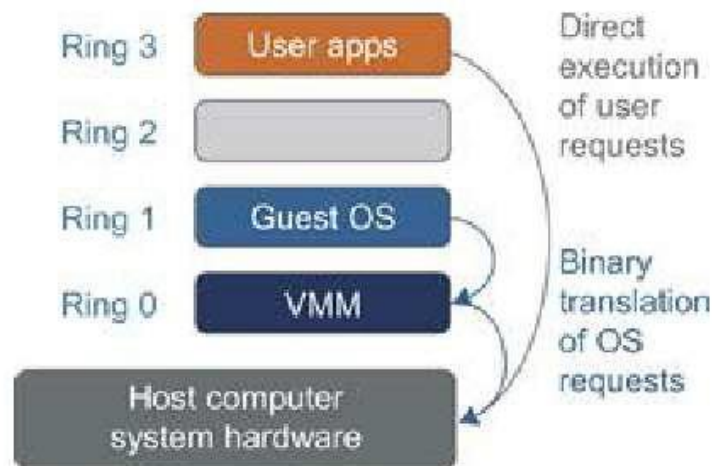 Ring 3
User apps
Direct
execution
of user
requests
Ring 2
Ring 1
Guest OS
Ring 0
VMM
Binary
translation
of OS
requests
Host computer
system hardware